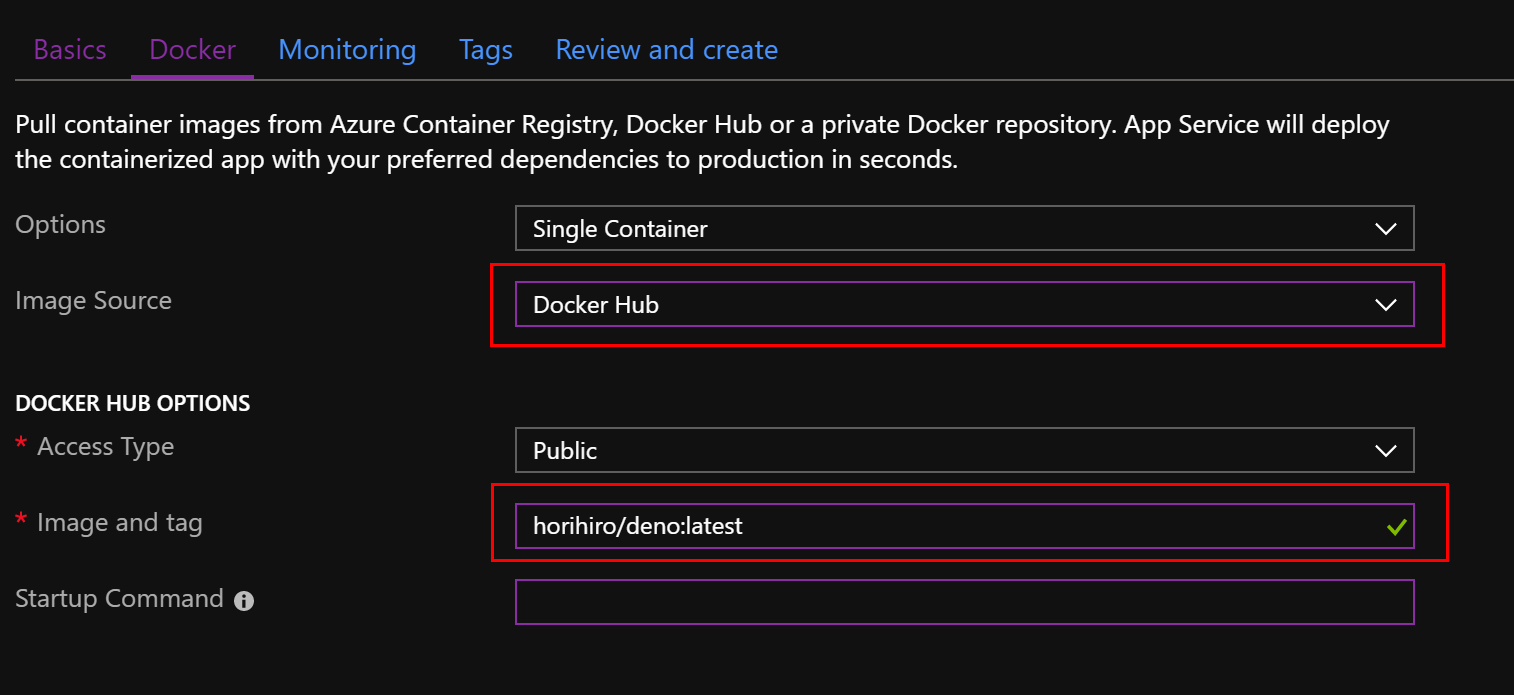 Basics Docker Monitoring Tags Review and create
Pull container images from Azure Container Registry, Docker Hub or a private Docker repository. App Service will deploy
the containerized app with your preferred dependencies to production in seconds.
Options Single Container
Image Source Docker Hub
DOCKER HUB OPTIONS
* Access Type Public
* Image and tag horihiro/deno:latest
Startup Command